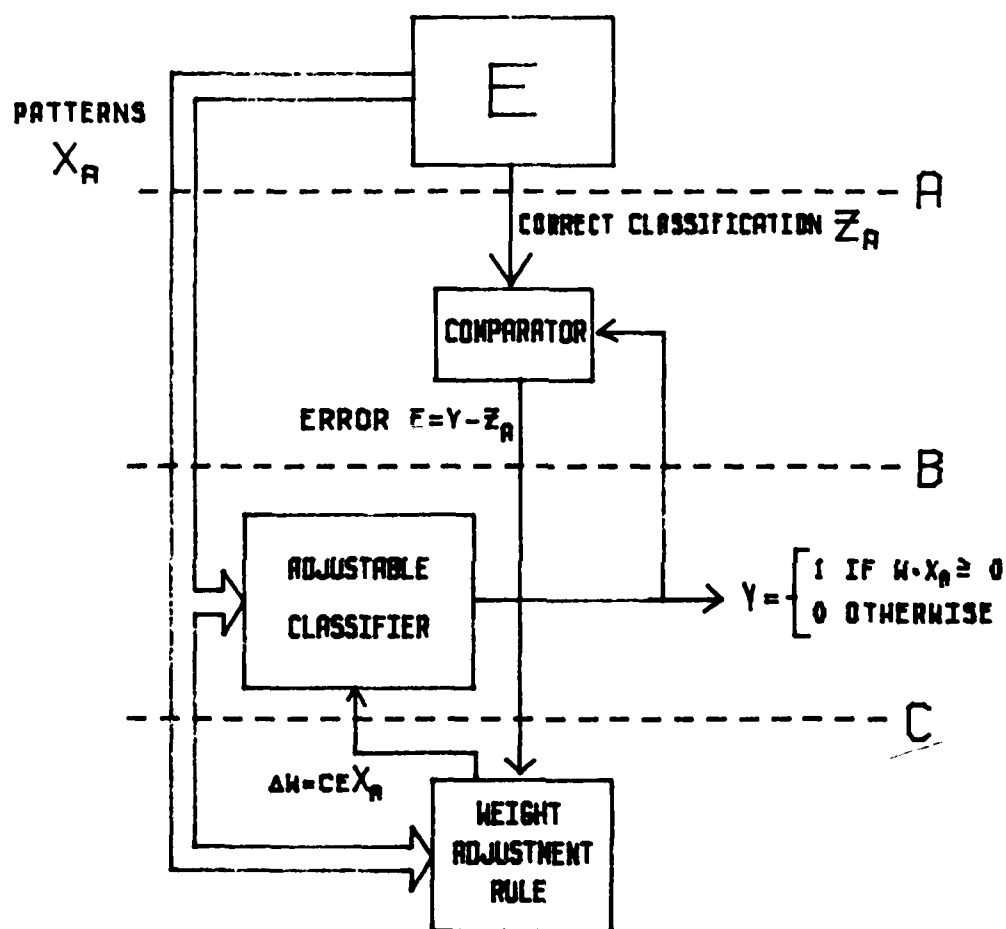 E
PATTERNS
X_A
A
CORRECT CLASSIFICATION Z_A
COMPARATOR
ERROR E=Y-Z_A
B
ADJUSTABLE
CLASSIFIER
Y= 1 IF W·X_A ≥ 0
0 OTHERWISE
C
ΔW=CEX_A
WEIGHT
ADJUSTMENT
RULE